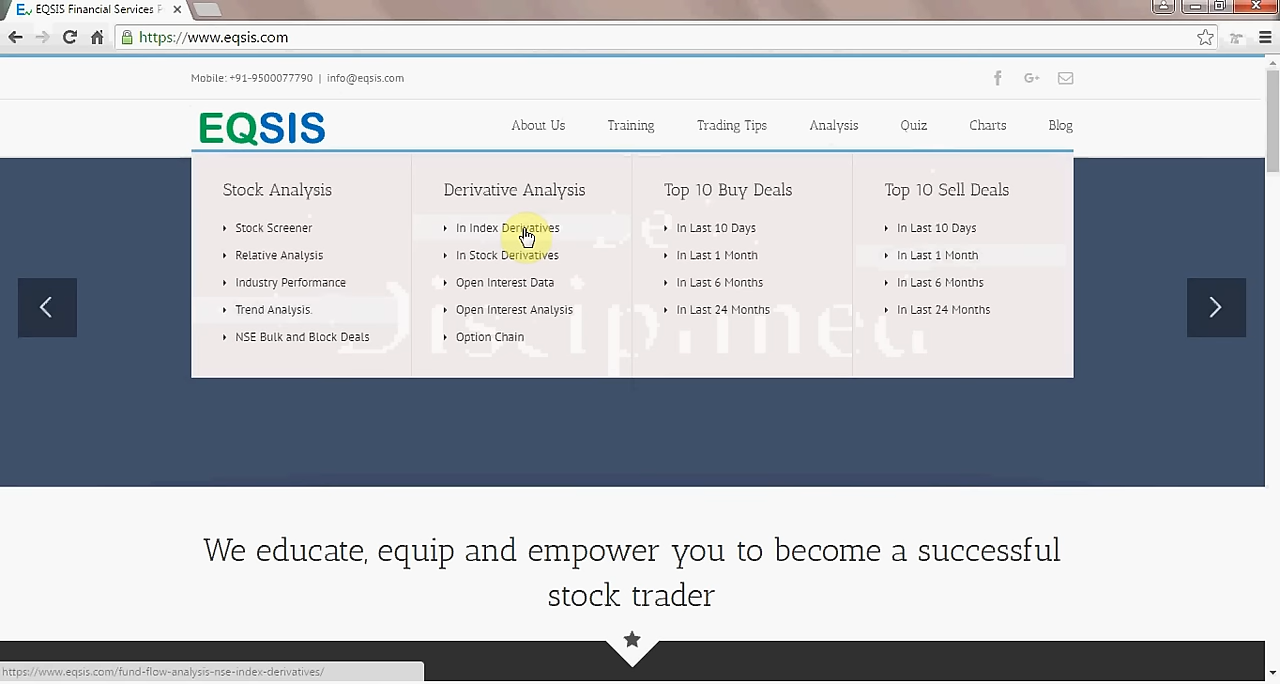 EQSIS Financial Services P
https://www.eqsis.com
Mobile: +91-9500077790 | info@eqsis.com
EQSIS
About Us
Training
Trading Tips
Analysis
Quiz
Charts
Blog
Stock Analysis
Stock Screener
Relative Analysis
Industry Performance
Trend Analysis
NSE Bulk and Block Deals
Derivative Analysis
In Index Derivatives
In Stock Derivatives
Open Interest Data
Open Interest Analysis
Option Chain
Top 10 Buy Deals
In Last 10 Days
In Last 1 Month
In Last 6 Months
In Last 24 Months
Top 10 Sell Deals
In Last 10 Days
In Last 1 Month
In Last 6 Months
In Last 24 Months
Be
Disciplined
We educate, equip and empower you to become a successful
stock trader
https://www.eqsis.com/fund-flow-analysis-nse-index-derivatives/